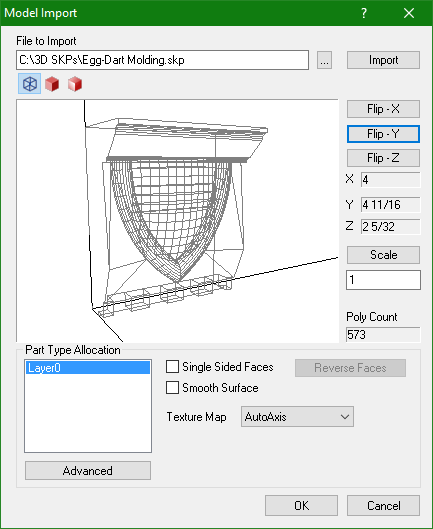 Model Import
?
File to Import
C:\3D SKPs\Egg-Dart Molding.skp
...
Import
Flip - X
Flip - Y
Flip - Z
X 4
Y 4 11/16
Z 2 5/32
Scale
1
Poly Count
573
Part Type Allocation
Layer0
Single Sided Faces
Reverse Faces
Smooth Surface
Texture Map AutoAxis
Advanced
OK Cancel